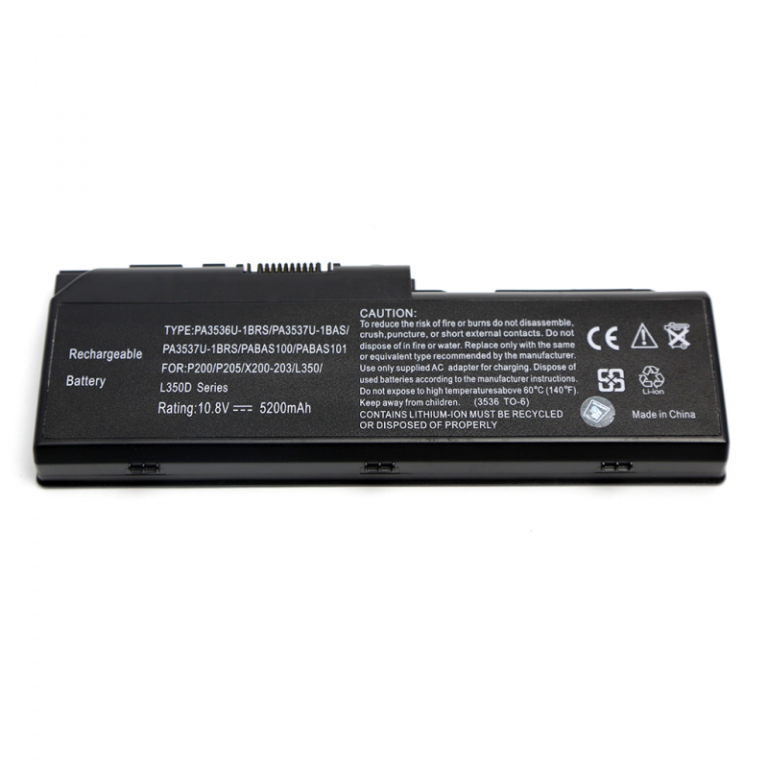 Rechargeable
Battery
TYPE:PA3536U-1BRS/PA3537U-1BAS/
PA3537U-1BRS/PABAS100/PABAS101
FOR:P200/P205/X200-203/L350/
L350D Series
Rating:10.8V 5200mAh
CAUTION:
To reduce the risk of fire or burns do not disassemble,
crush,puncture, or short external contacts. Do not
dispose of in fire or water. Replace only with the same
or equivalent type recommended by the manufacturer.
Use only supplied AC adapter for charging. Dispose of
used batteries according to the manufacturer instructions.
Do not expose to high temperaturesabove 60°C (140°F).
Keep away from children. (3536 TO-6)
CONTAINS LITHIUM-ION MUST BE RECYCLED
OR DISPOSED OF PROPERLY
CE
Li-ion
Made in China